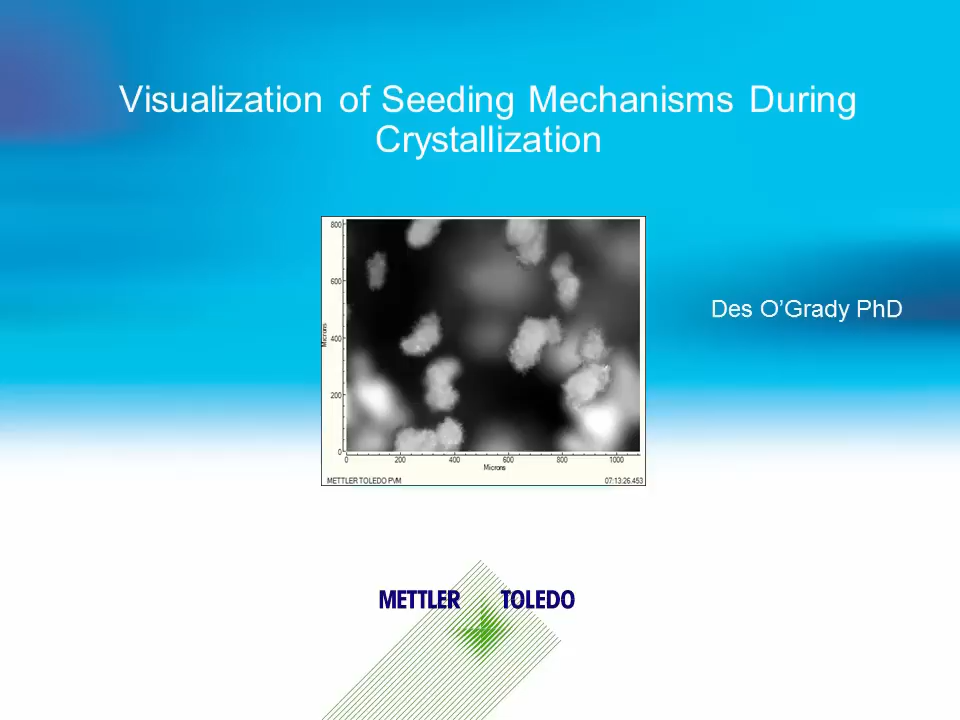 Visualization of Seeding Mechanisms During
Crystallization
800
600
400
200
0
Microns
0 200 400 600 800 1000
Microns
METTLER TOLEDO PVM 07:13:26.453
Des O’Grady PhD
METTLER TOLEDO